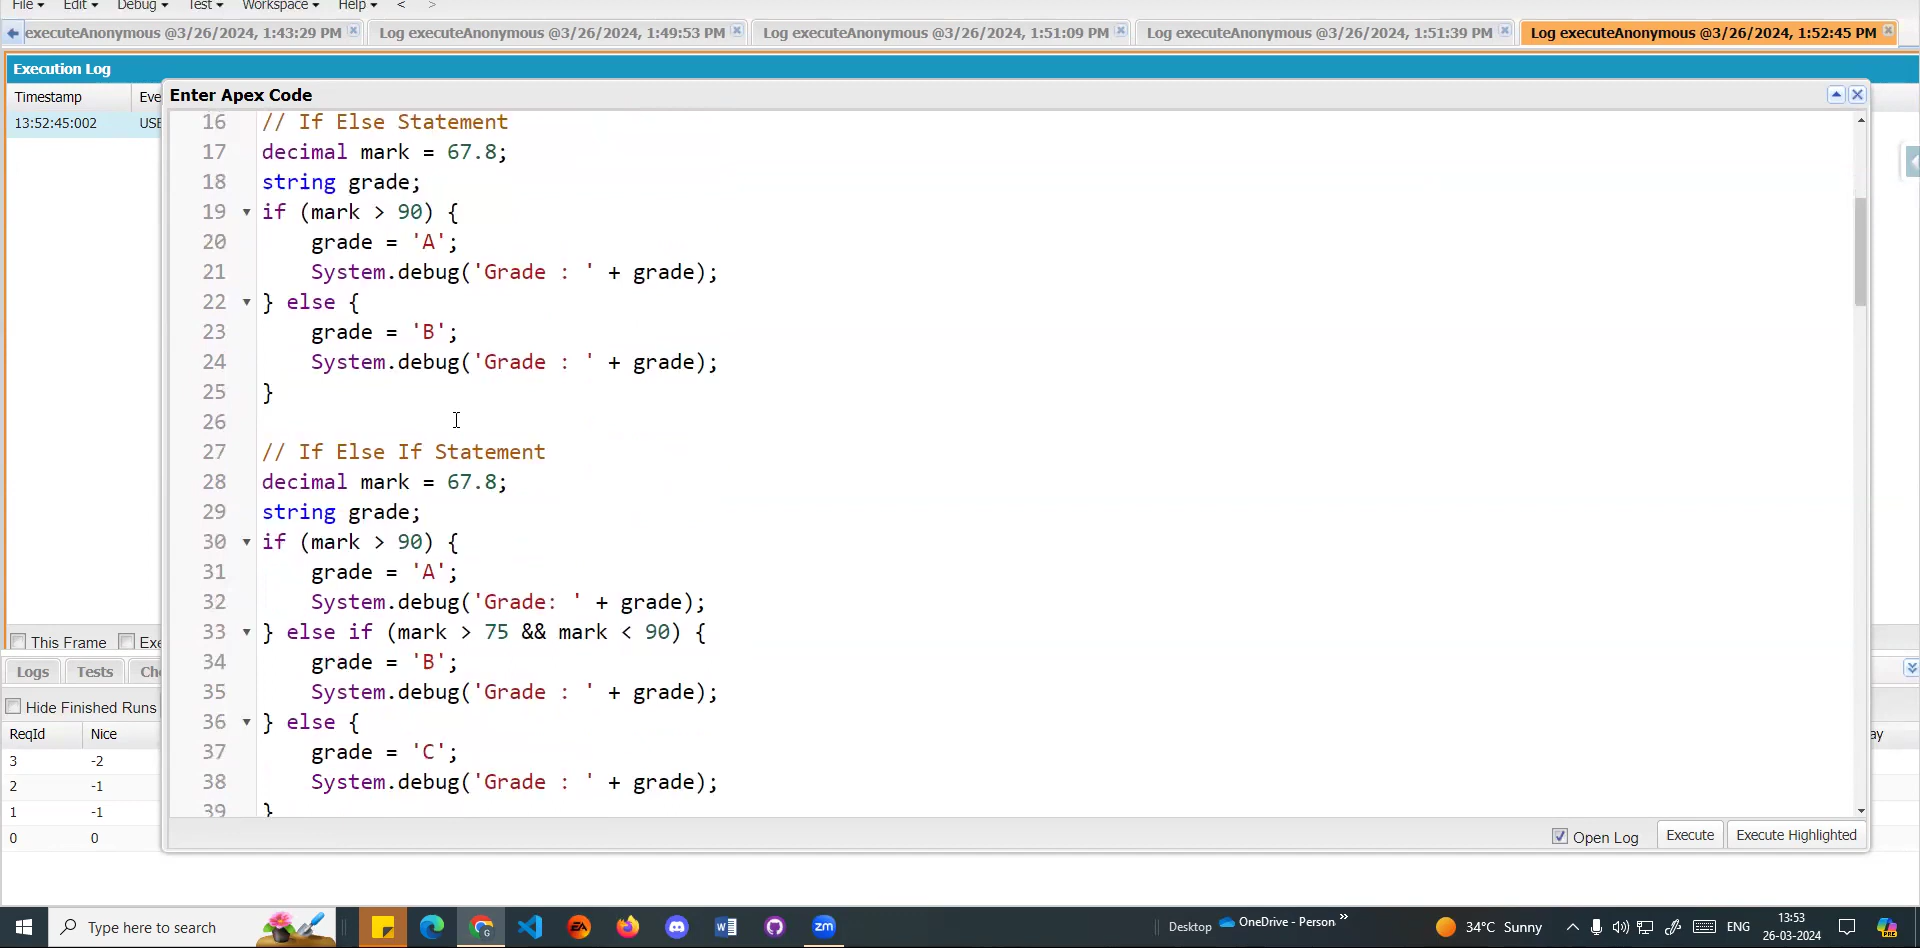 File Edit Debug Test Workspace Help < >
executeAnonymous @3/26/2024, 1:43:29 PM Log executeAnonymous @3/26/2024, 1:49:53 PM Log executeAnonymous @3/26/2024, 1:51:09 PM Log executeAnonymous @3/26/2024, 1:51:39 PM Log executeAnonymous @3/26/2024, 1:52:45 PM
Execution Log
Timestamp Eve
13:52:45:002 USE
Enter Apex Code
16 // If Else Statement
17 decimal mark = 67.8;
18 string grade;
19 if (mark > 90) {
20 grade = 'A';
21 System.debug('Grade : ' + grade);
22 } else {
23 grade = 'B';
24 System.debug('Grade : ' + grade);
25 }
26
27 // If Else If Statement
28 decimal mark = 67.8;
29 string grade;
30 if (mark > 90) {
31 grade = 'A';
32 System.debug('Grade: ' + grade);
33 } else if (mark > 75 && mark < 90) {
34 grade = 'B';
35 System.debug('Grade : ' + grade);
36 } else {
37 grade = 'C';
38 System.debug('Grade : ' + grade);
39 }
Open Log Execute Execute Highlighted
This Frame Exe
Logs Tests Ch
Hide Finished Runs
ReqId Nice ay
3 -2
2 -1
1 -1
0 0
Type here to search
zm
Desktop OneDrive - Person
34°C Sunny
ENG
13:53
26-03-2024